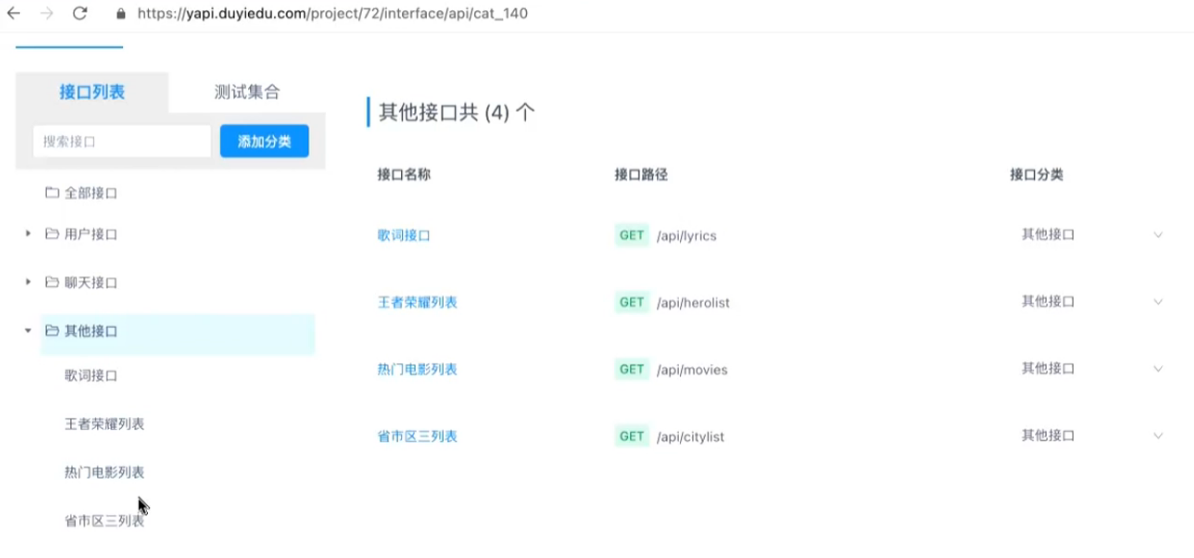 https://yapi.duyiedu.com/project/72/interface/api/cat_140
接口列表
测试集合
搜索接口
添加分类
全部接口
用户接口
聊天接口
其他接口
歌词接口
王者荣耀列表
热门电影列表
省市区三列表
其他接口共 (4) 个
接口名称 接口路径 接口分类
歌词接口 GET /api/lyrics 其他接口
王者荣耀列表 GET /api/herolist 其他接口
热门电影列表 GET /api/movies 其他接口
省市区三列表 GET /api/citylist 其他接口